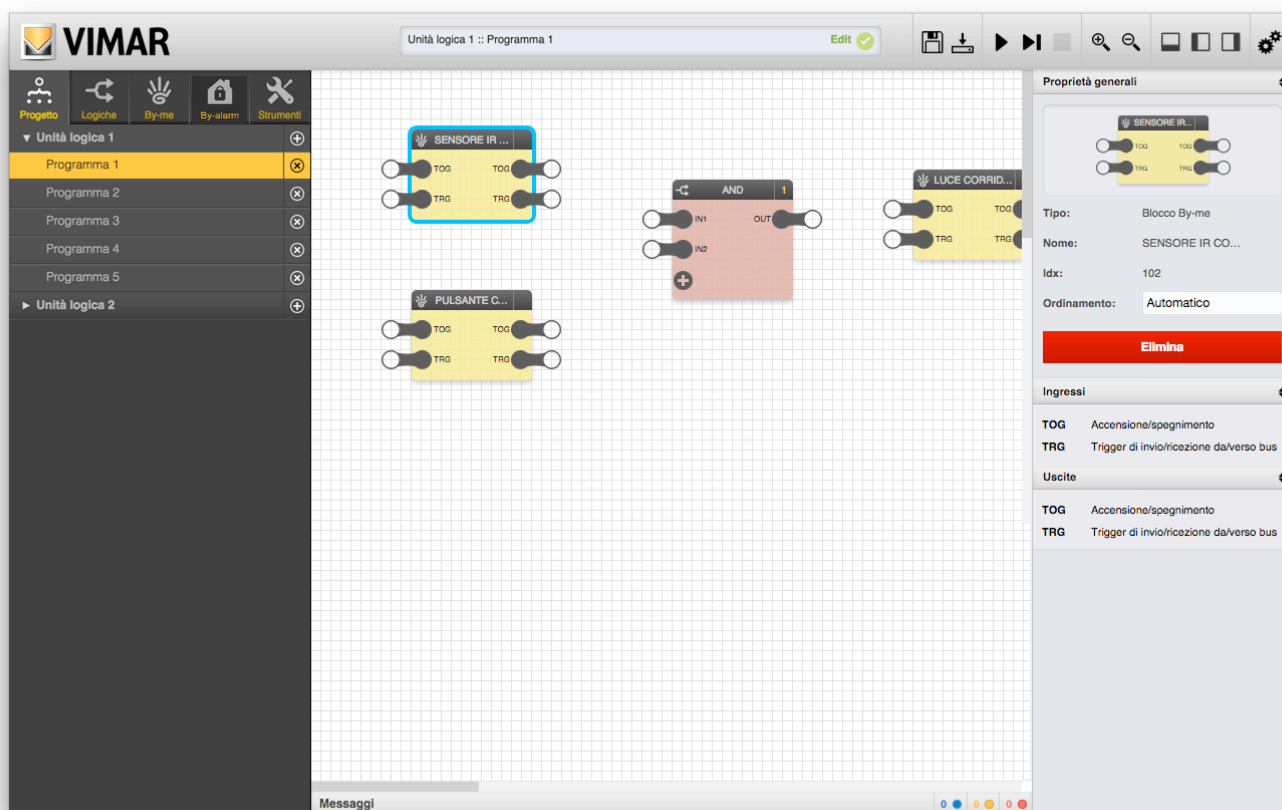 VIMAR
Unità logica 1 :: Programma 1
Edit
Progetto
Logiche
By-me
By-alarm
Strumenti
Unità logica 1
Programma 1
Programma 2
Programma 3
Programma 4
Programma 5
Unità logica 2
SENSORE IR ...
TOG TOG
TRG TRG
AND 1
IN1 OUT
IN2
LUCE CORRID...
TOG TOG
TRG TRG
PULSANTE C...
TOG TOG
TRG TRG
Messaggi
0 0 0
Proprietà generali
SENSORE IR...
TOG TOG
TRG TRG
Tipo: Blocco By-me
Nome: SENSORE IR CO...
Idx: 102
Ordinamento: Automatico
Elimina
Ingressi
TOG Accensione/spegnimento
TRG Trigger di invio/ricezione da/verso bus
Uscite
TOG Accensione/spegnimento
TRG Trigger di invio/ricezione da/verso bus